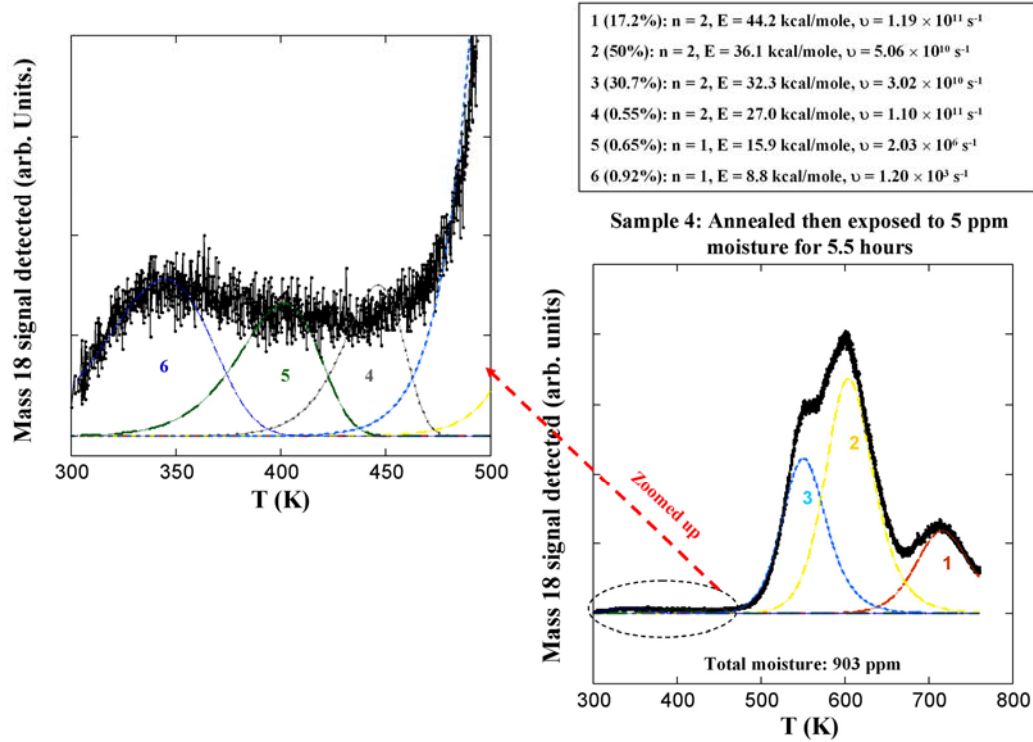 1 (17.2%): n = 2, E = 44.2 kcal/mole, υ = 1.19 × 10¹¹ s⁻¹
2 (50%): n = 2, E = 36.1 kcal/mole, υ = 5.06 × 10¹⁰ s⁻¹
3 (30.7%): n = 2, E = 32.3 kcal/mole, υ = 3.02 × 10¹⁰ s⁻¹
4 (0.55%): n = 2, E = 27.0 kcal/mole, υ = 1.10 × 10¹¹ s⁻¹
5 (0.65%): n = 1, E = 15.9 kcal/mole, υ = 2.03 × 10⁶ s⁻¹
6 (0.92%): n = 1, E = 8.8 kcal/mole, υ = 1.20 × 10³ s⁻¹
Mass 18 signal detected (arb. Units.)
6
5
4
300 350 400 450 500
T (K)
Zoomed up
Sample 4: Annealed then exposed to 5 ppm
moisture for 5.5 hours
Mass 18 signal detected (arb. units)
2
3
1
Total moisture: 903 ppm
300 400 500 600 700 800
T (K)